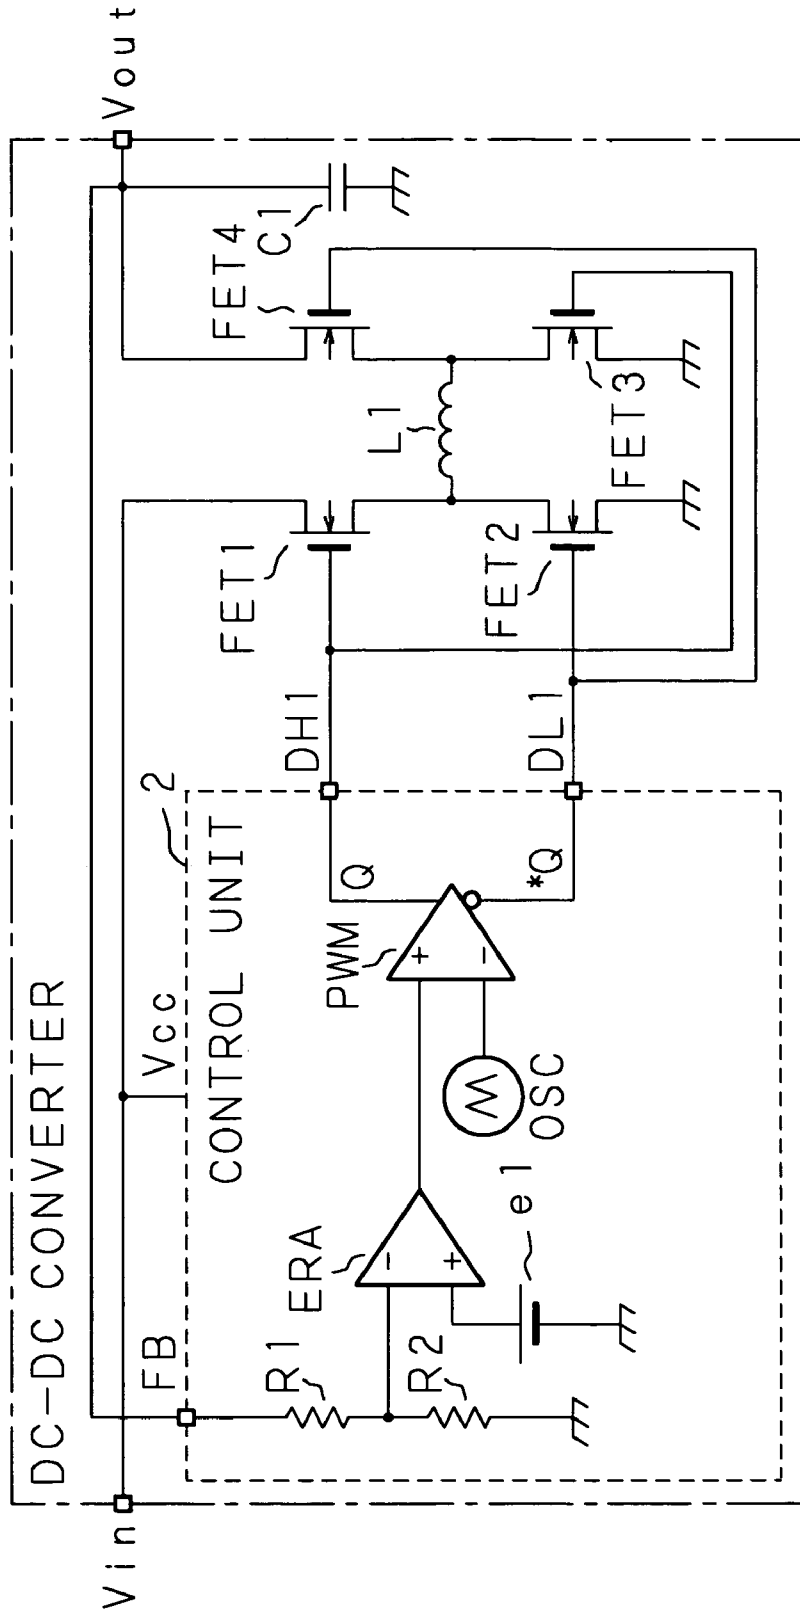 DC-DC CONVERTER
Vin
Vout
FB
Vcc
2
CONTROL UNIT
R1
R2
ERA
-
+
e1
OSC
PWM
+
-
Q
*Q
DH1
DL1
FET1
FET2
L1
FET4
C1
FET3